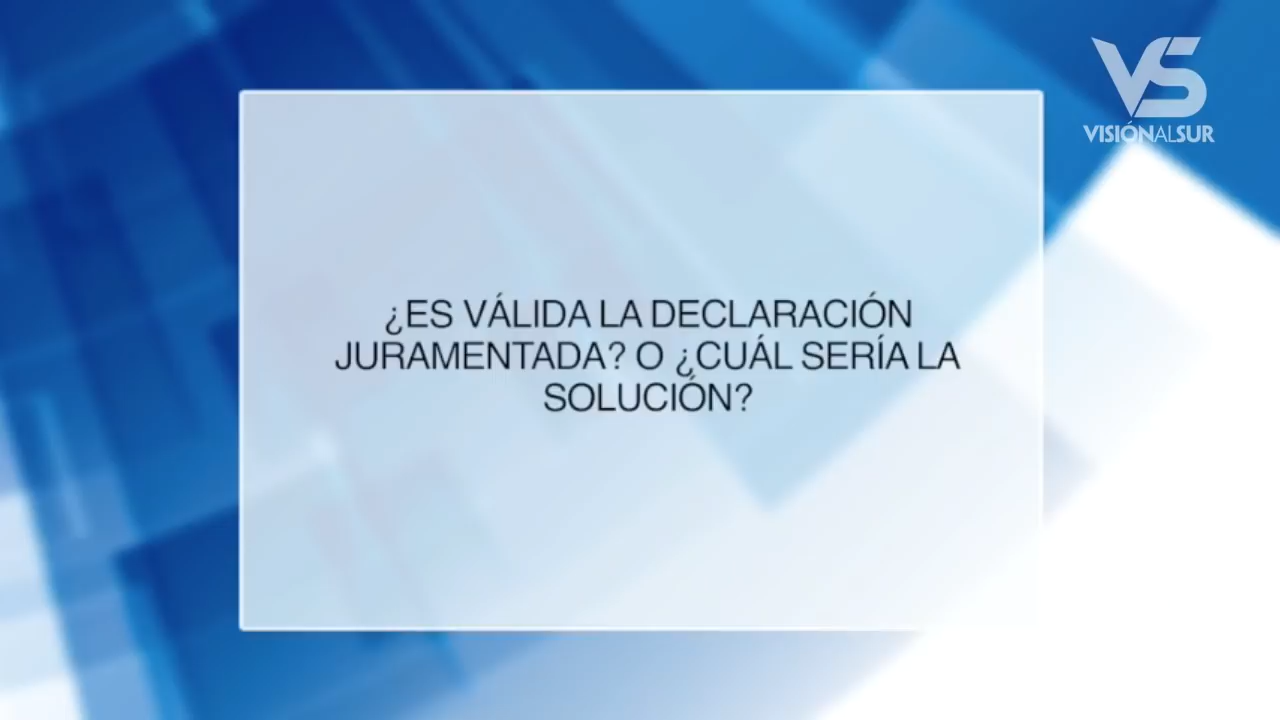 VS
VISIÓNALSUR
¿ES VÁLIDA LA DECLARACIÓN
JURAMENTADA? O ¿CUÁL SERÍA LA
SOLUCIÓN?